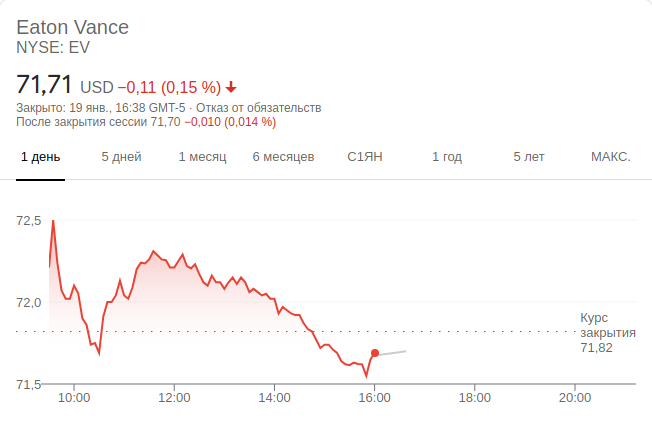 Eaton Vance
NYSE: EV
71,71 USD −0,11 (0,15 %)
Закрыто: 19 янв., 16:38 GMT-5 · Отказ от обязательств
После закрытия сессии 71,70 −0,010 (0,014 %)
1 день 5 дней 1 месяц 6 месяцев С1ЯН 1 год 5 лет МАКС.
72,5
72,0
Курс
закрытия
71,82
71,5
10:00 12:00 14:00 16:00 18:00 20:00